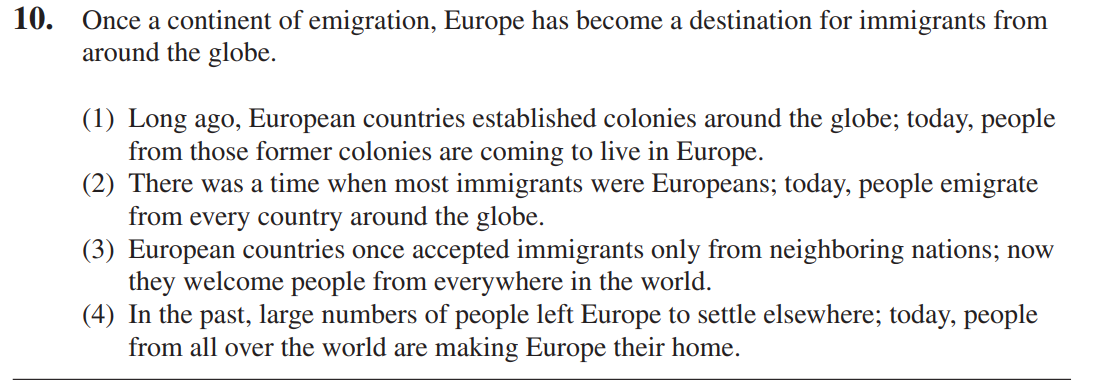 10. Once a continent of emigration, Europe has become a destination for immigrants from
around the globe.
(1) Long ago, European countries established colonies around the globe; today, people
from those former colonies are coming to live in Europe.
(2) There was a time when most immigrants were Europeans; today, people emigrate
from every country around the globe.
(3) European countries once accepted immigrants only from neighboring nations; now
they welcome people from everywhere in the world.
(4) In the past, large numbers of people left Europe to settle elsewhere; today, people
from all over the world are making Europe their home.